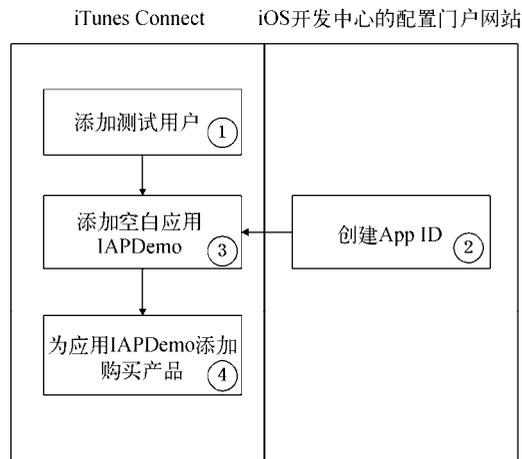 iTunes Connect
iOS开发中心的配置门户网站
添加测试用户
1
添加空白应用
IAPDemo
3
创建App ID
2
为应用IAPDemo添加
购买产品
4